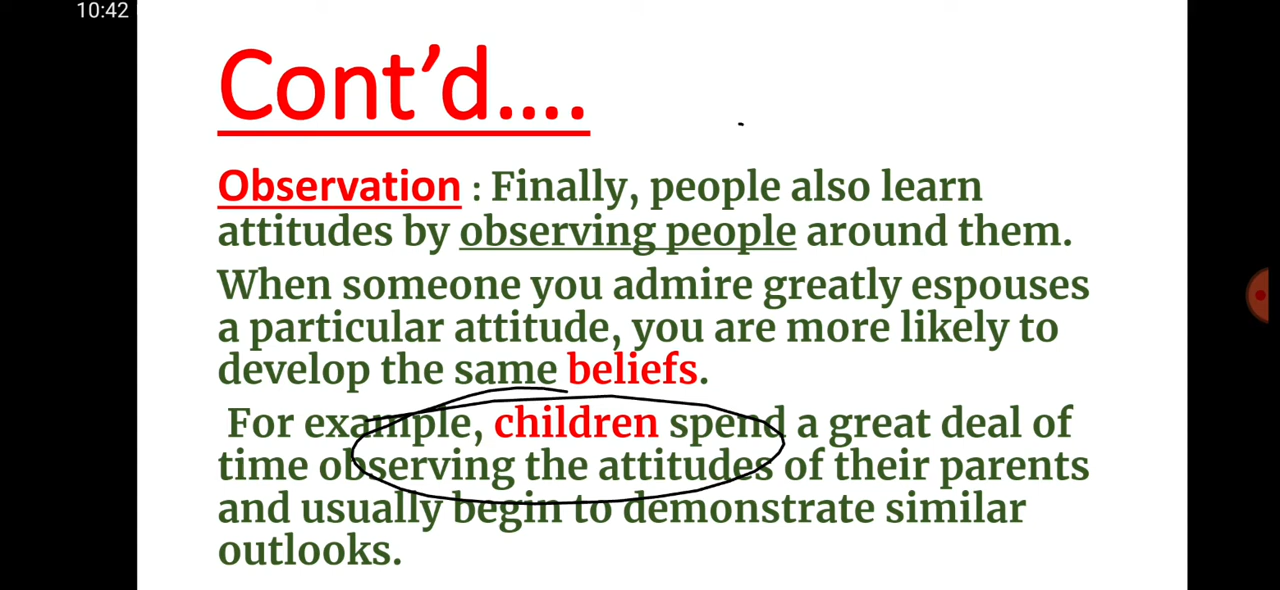 10:42
Cont’d....
Observation : Finally, people also learn
attitudes by observing people around them.
When someone you admire greatly espouses
a particular attitude, you are more likely to
develop the same beliefs.
For example, children spend a great deal of
time observing the attitudes of their parents
and usually begin to demonstrate similar
outlooks.